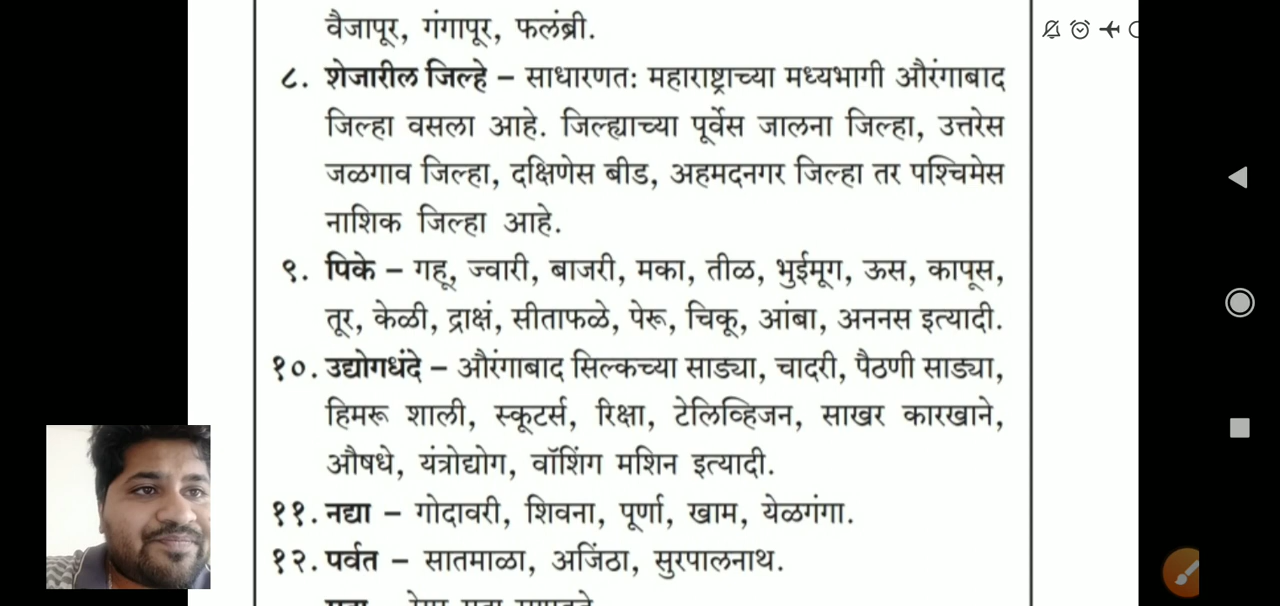 वैजापूर, गंगापूर, फलंब्री.
८. शेजारील जिल्हे – साधारणतः महाराष्ट्राच्या मध्यभागी औरंगाबाद
जिल्हा वसला आहे. जिल्ह्याच्या पूर्वेस जालना जिल्हा, उत्तरेस
जळगाव जिल्हा, दक्षिणेस बीड, अहमदनगर जिल्हा तर पश्चिमेस
नाशिक जिल्हा आहे.
९. पिके – गहू, ज्वारी, बाजरी, मका, तीळ, भुईमूग, ऊस, कापूस,
तूर, केळी, द्राक्षं, सीताफळे, पेरू, चिकू, आंबा, अननस इत्यादी.
१०. उद्योगधंदे – औरंगाबाद सिल्कच्या साड्या, चादरी, पैठणी साड्या,
हिमरू शाली, स्कूटर्स, रिक्षा, टेलिव्हिजन, साखर कारखाने,
औषधे, यंत्रोद्योग, वॉशिंग मशिन इत्यादी.
११. नद्या – गोदावरी, शिवना, पूर्णा, खाम, येळगंगा.
१२. पर्वत – सातमाळा, अजिंठा, सुरपालनाथ.